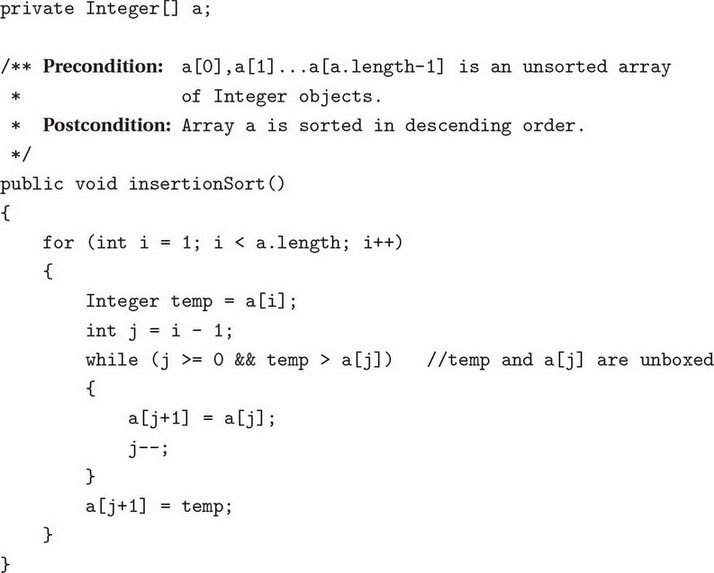 private Integer[] a;
/** Precondition: a[0],a[1]...a[a.length-1] is an unsorted array
* of Integer objects.
* Postcondition: Array a is sorted in descending order.
*/
public void insertionSort()
{
for (int i = 1; i < a.length; i++)
{
Integer temp = a[i];
int j = i - 1;
while (j >= 0 && temp > a[j]) //temp and a[j] are unboxed
{
a[j+1] = a[j];
j--;
}
a[j+1] = temp;
}
}